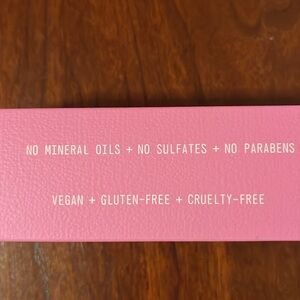 NO MINERAL OILS + NO SULFATES + NO PARABENS
VEGAN + GLUTEN-FREE + CRUELTY-FREE